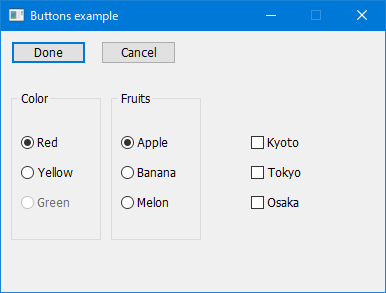 Buttons example
Done Cancel
Color Fruits
Red Apple Kyoto
Yellow Banana Tokyo
Green Melon Osaka